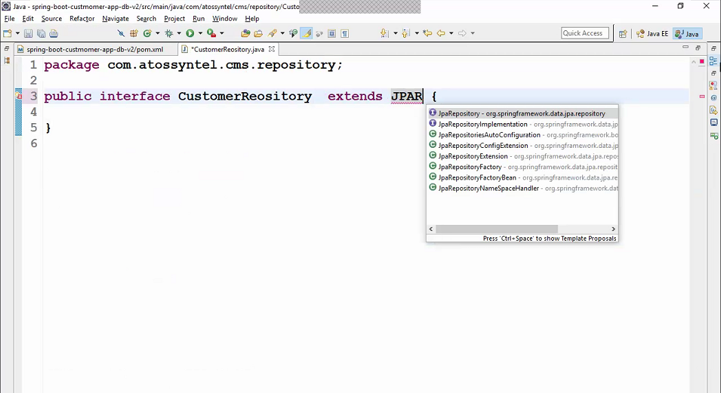 Java - spring-boot-custmomer-app-db-v2/src/main/java/com/atossyntel/cms/repository/Custo
File Edit Source Refactor Navigate Search Project Run Window Help
Quick Access
Java EE
Java
spring-boot-custmomer-app-db-v2/pom.xml
*CustomerReository.java
1 package com.atossyntel.cms.repository;
2
3 public interface CustomerReository  extends JPAR {
4
5 }
6
JpaRepository - org.springframework.data.jpa.repository
JpaRepositoryImplementation - org.springframework.da
JpaRepositoriesAutoConfiguration - org.springframework.bo
JpaRepositoryConfigExtension - org.springframework.data.jpa
JpaRepositoryExtension - org.springframework.data.jpa.repo
JpaRepositoryFactory - org.springframework.data.jpa.reposit
JpaRepositoryFactoryBean - org.springframework.data.jpa.re
JpaRepositoryNameSpaceHandler - org.springframework.dat
Press 'Ctrl+Space' to show Template Proposals